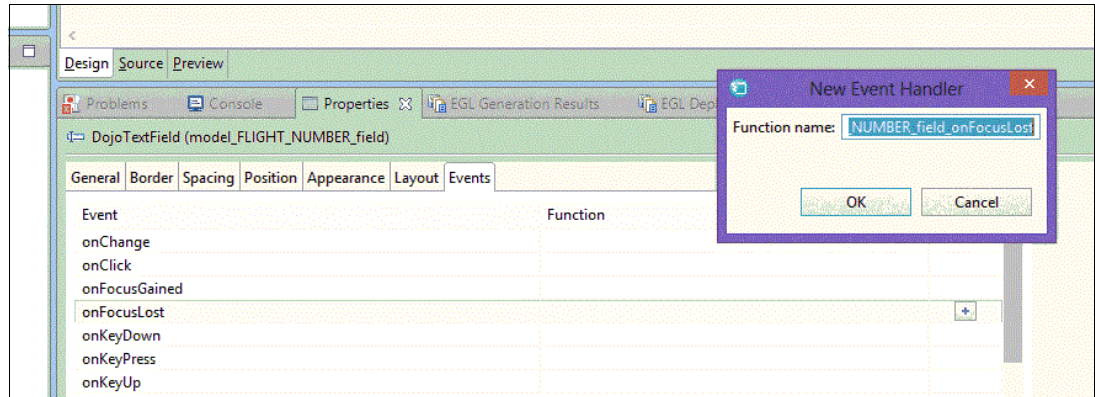 Design Source Preview
Problems Console Properties EGL Generation Results EGL Dep
New Event Handler
Function name: _NUMBER_field_onFocusLost
OK Cancel
DojoTextField (model_FLIGHT_NUMBER_field)
General Border Spacing Position Appearance Layout Events
Event Function
onChange
onClick
onFocusGained
onFocusLost
onKeyDown
onKeyPress
onKeyUp